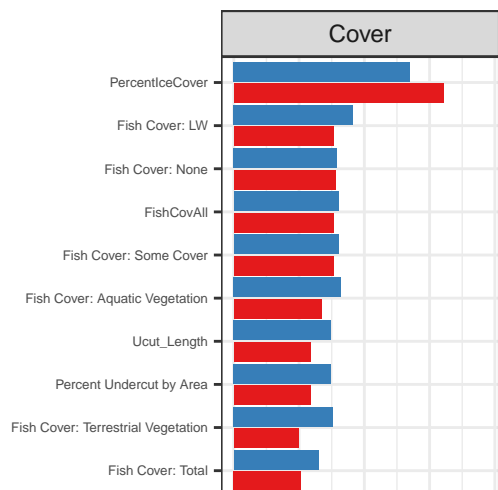 Cover
PercentIceCover
Fish Cover: LW
Fish Cover: None
FishCovAll
Fish Cover: Some Cover
Fish Cover: Aquatic Vegetation
Ucut_Length
Percent Undercut by Area
Fish Cover: Terrestrial Vegetation
Fish Cover: Total